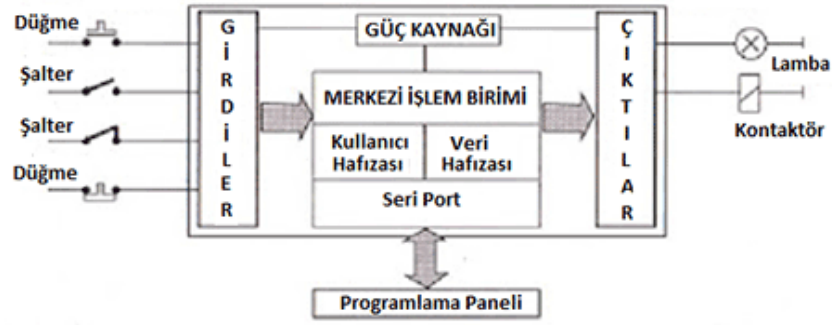 Düğme
Şalter
Şalter
Düğme
GİRDİLER
GÜÇ KAYNAĞI
MERKEZİ İŞLEM BİRİMİ
Kullanıcı Hafızası
Veri Hafızası
Seri Port
ÇIKTILAR
Lamba
Kontaktör
Programlama Paneli